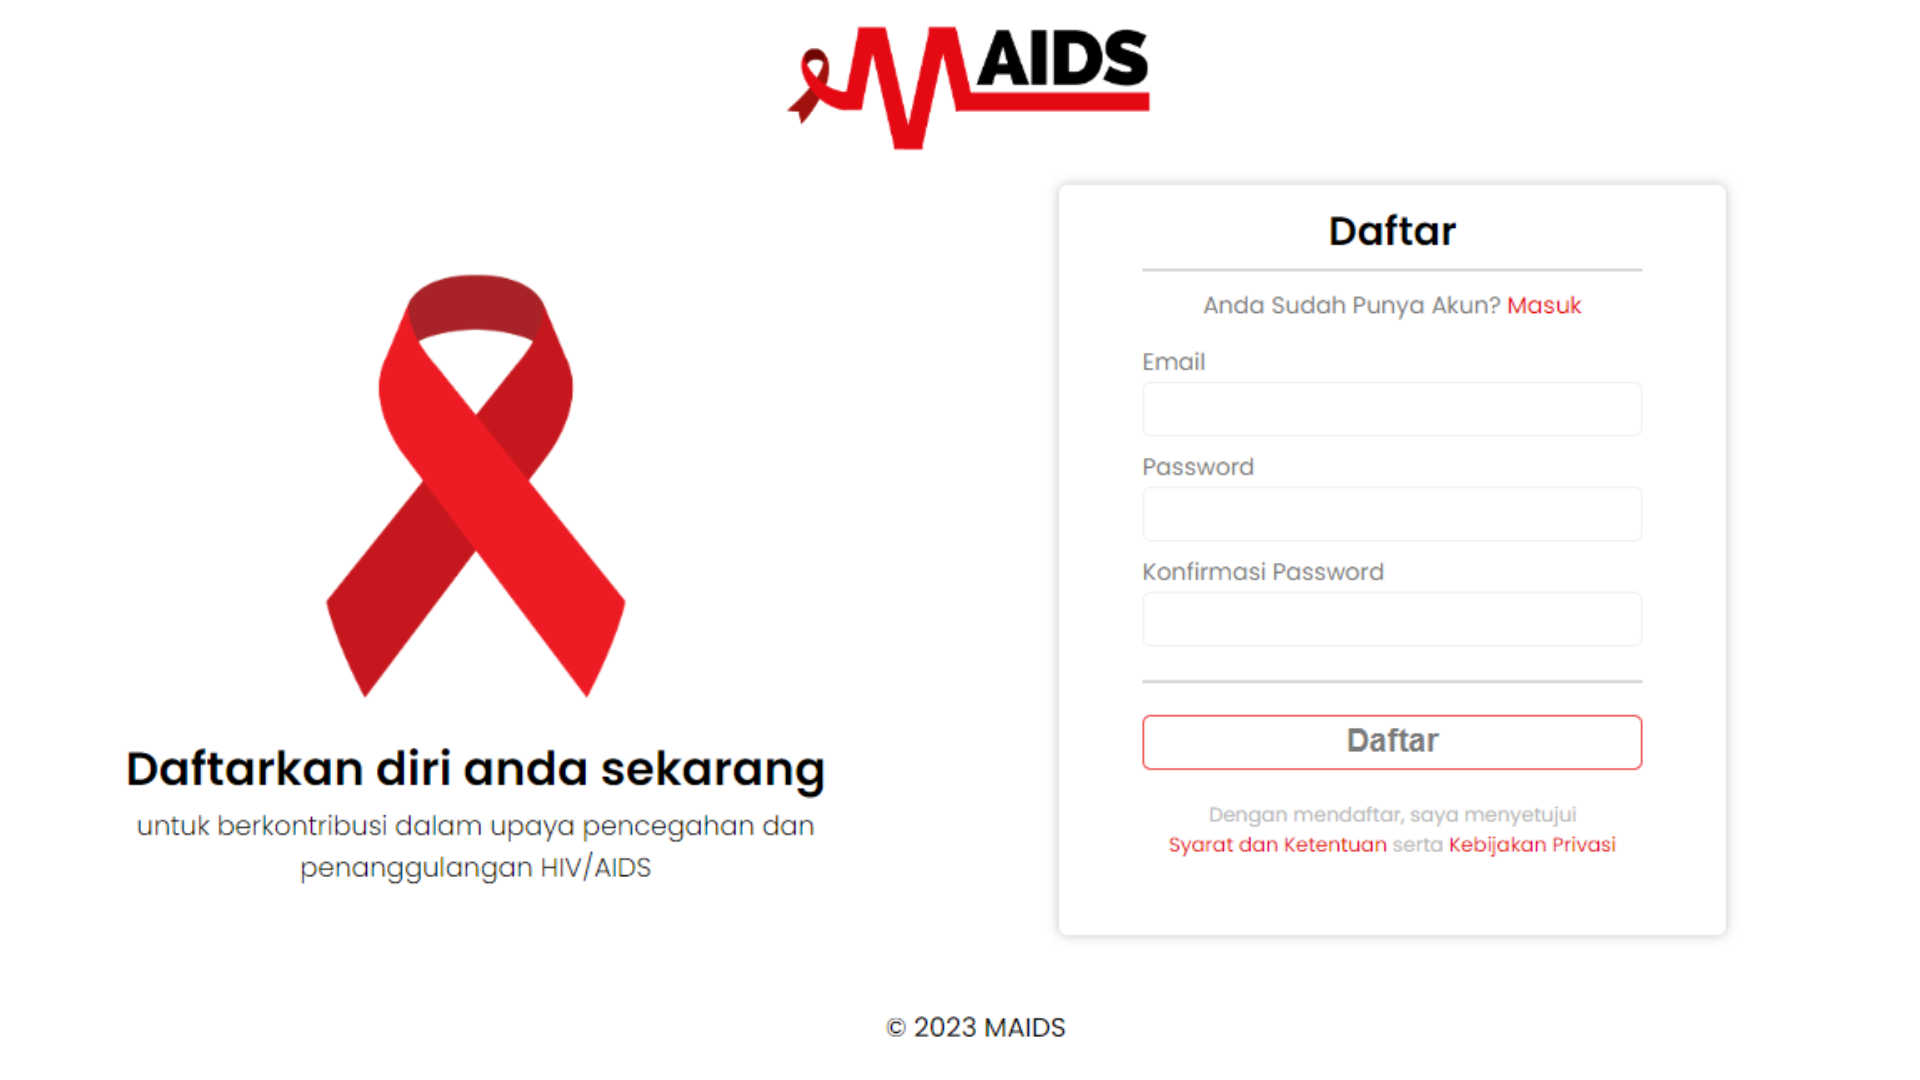 MAIDS
Daftarkan diri anda sekarang
untuk berkontribusi dalam upaya pencegahan dan
penanggulangan HIV/AIDS
Daftar
Anda Sudah Punya Akun? Masuk
Email
Password
Konfirmasi Password
Daftar
Dengan mendaftar, saya menyetujui
Syarat dan Ketentuan serta Kebijakan Privasi
© 2023 MAIDS